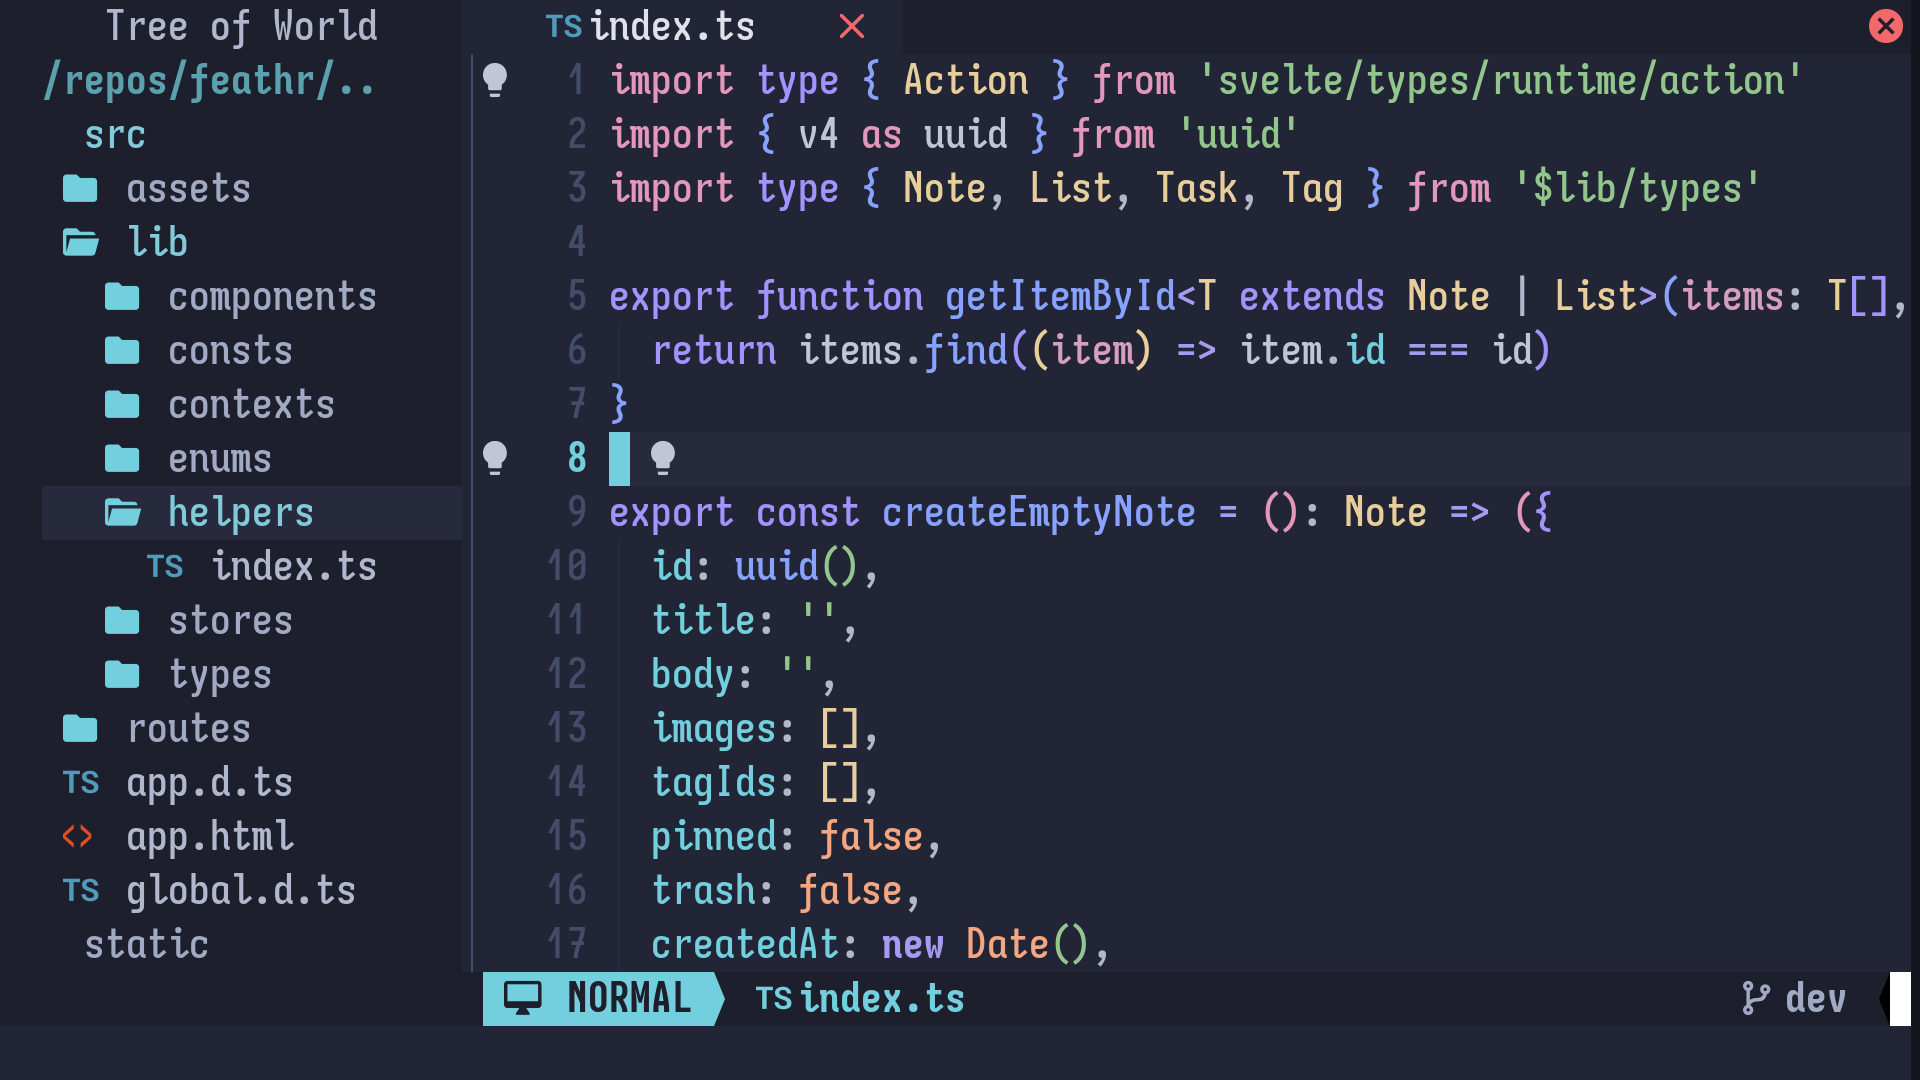 Tree of World
/repos/feathr/..
src
assets
lib
components
consts
contexts
enums
helpers
TS index.ts
stores
types
routes
TS app.d.ts
<> app.html
TS global.d.ts
static
TS index.ts
1 import type { Action } from 'svelte/types/runtime/action'
2 import { v4 as uuid } from 'uuid'
3 import type { Note, List, Task, Tag } from '$lib/types'
4
5 export function getItemById<T extends Note | List>(items: T[],
6 return items.find((item) => item.id === id)
7 }
8
9 export const createEmptyNote = (): Note => ({
10 id: uuid(),
11 title: '',
12 body: '',
13 images: [],
14 tagIds: [],
15 pinned: false,
16 trash: false,
17 createdAt: new Date(),
NORMAL TS index.ts dev